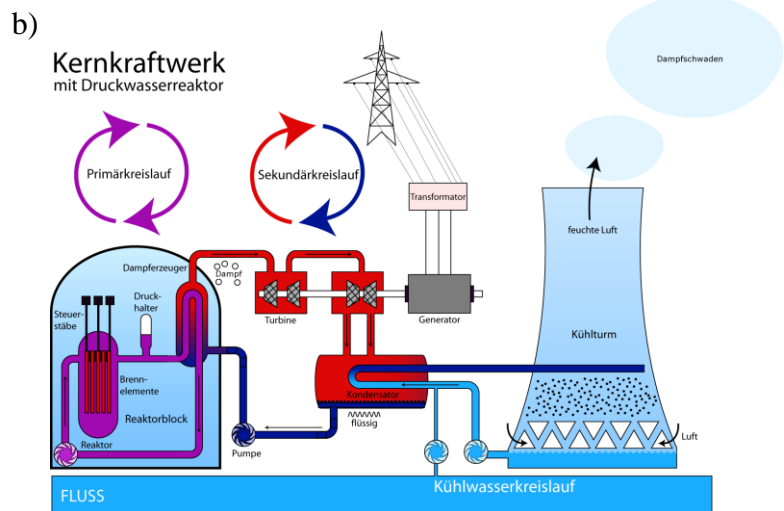 b)
Kernkraftwerk
mit Druckwasserreaktor
Dampfschwaden
Primärkreislauf
Sekundärkreislauf
Transformator
feuchte Luft
Dampferzeuger
Dampf
Steuer-
stäbe
Druck-
halter
Turbine
Generator
Kühlturm
Brenn-
elemente
Reaktorblock
Reaktor
Kondensator
flüssig
Pumpe
Luft
Kühlwasserkreislauf
FLUSS